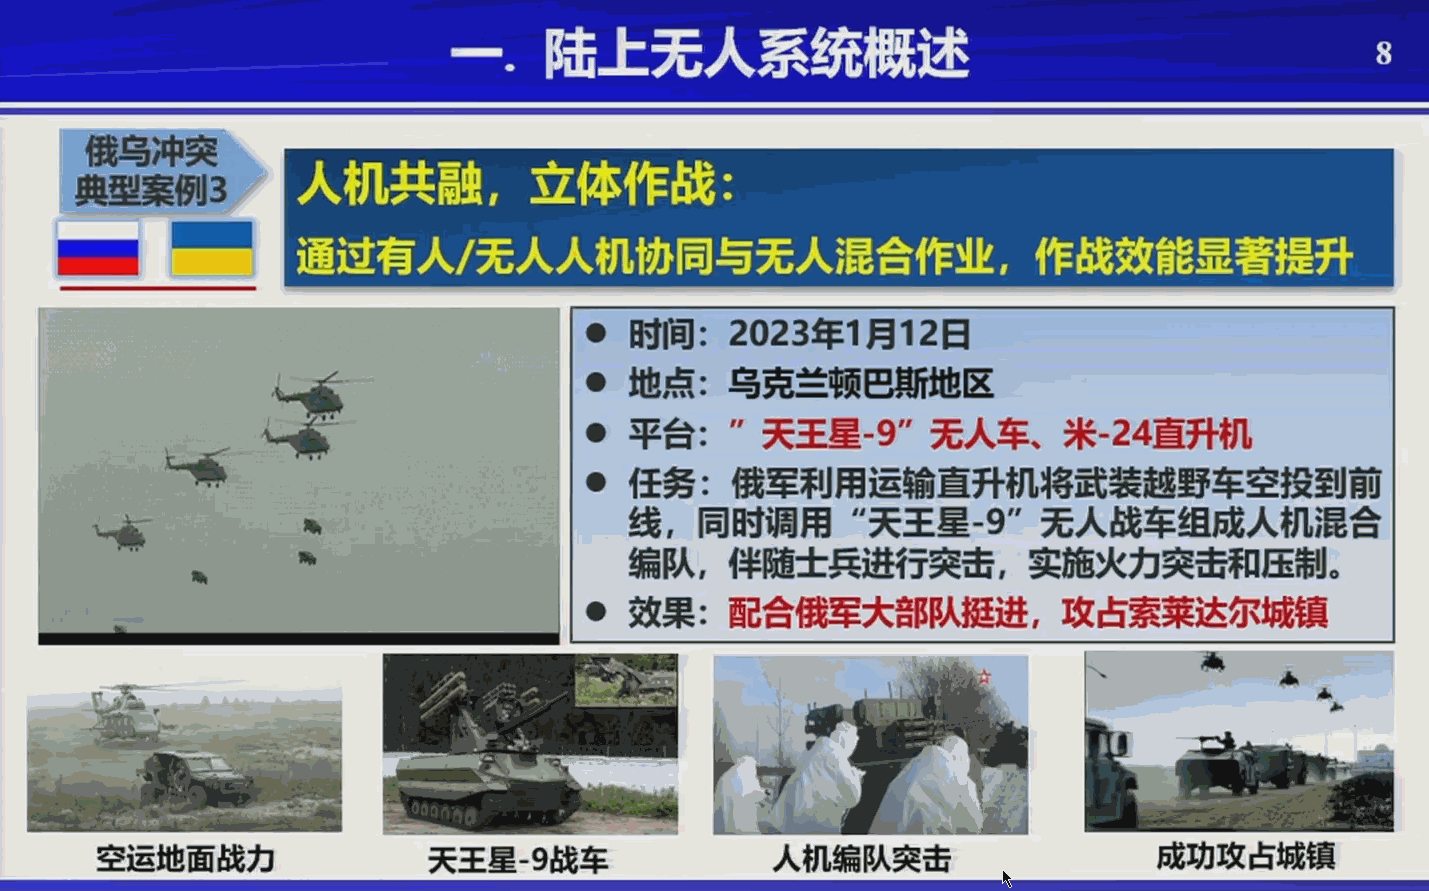 一. 陆上无人系统概述
8
俄乌冲突
典型案例3
人机共融，立体作战：
通过有人/无人人机协同与无人混合作业，作战效能显著提升
● 时间：2023年1月12日
● 地点：乌克兰顿巴斯地区
● 平台：”天王星-9”无人车、米-24直升机
● 任务：俄军利用运输直升机将武装越野车空投到前
线，同时调用“天王星-9”无人战车组成人机混合
编队，伴随士兵进行突击，实施火力突击和压制。
● 效果：配合俄军大部队挺进，攻占索莱达尔城镇
空运地面战力
天王星-9战车
人机编队突击
成功攻占城镇